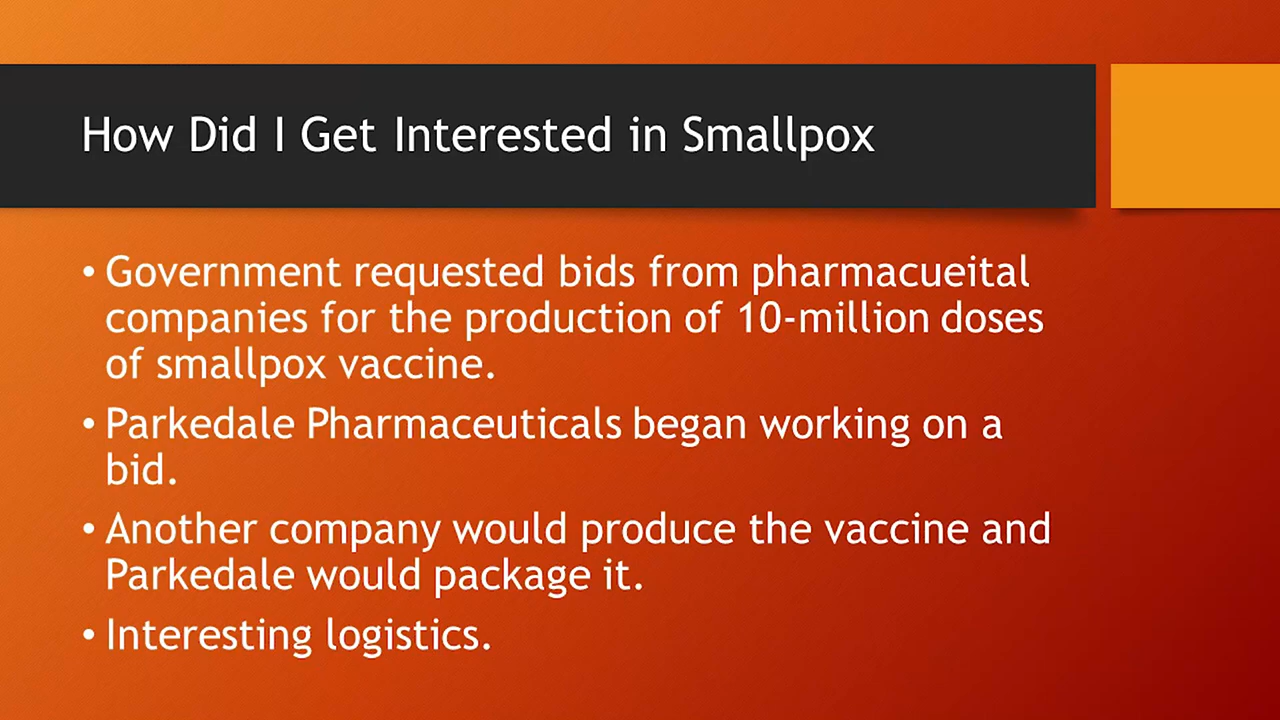 How Did I Get Interested in Smallpox
• Government requested bids from pharmacueital
companies for the production of 10-million doses
of smallpox vaccine.
• Parkedale Pharmaceuticals began working on a
bid.
• Another company would produce the vaccine and
Parkedale would package it.
• Interesting logistics.